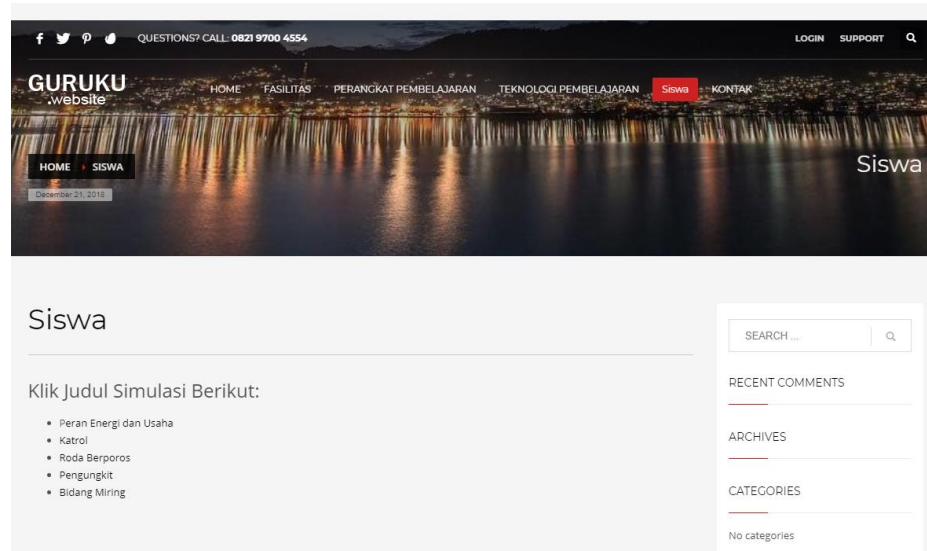 QUESTIONS? CALL: 0821 9700 4554
LOGIN SUPPORT
GURUKU
.website
HOME FASILITAS PERANGKAT PEMBELAJARAN TEKNOLOGI PEMBELAJARAN Siswa KONTAK
HOME SISWA
Siswa
December 21, 2018
Siswa
SEARCH ...
Klik Judul Simulasi Berikut:
Peran Energi dan Usaha
Katrol
Roda Berporos
Pengungkit
Bidang Miring
RECENT COMMENTS
ARCHIVES
CATEGORIES
No categories